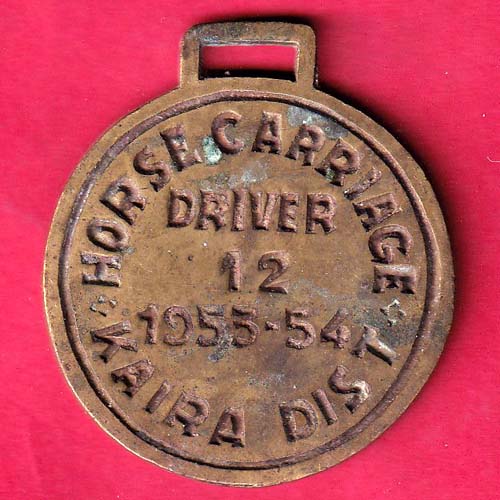 HORSE CARRIAGE
DRIVER
12
1953-54
KAIRA DIST